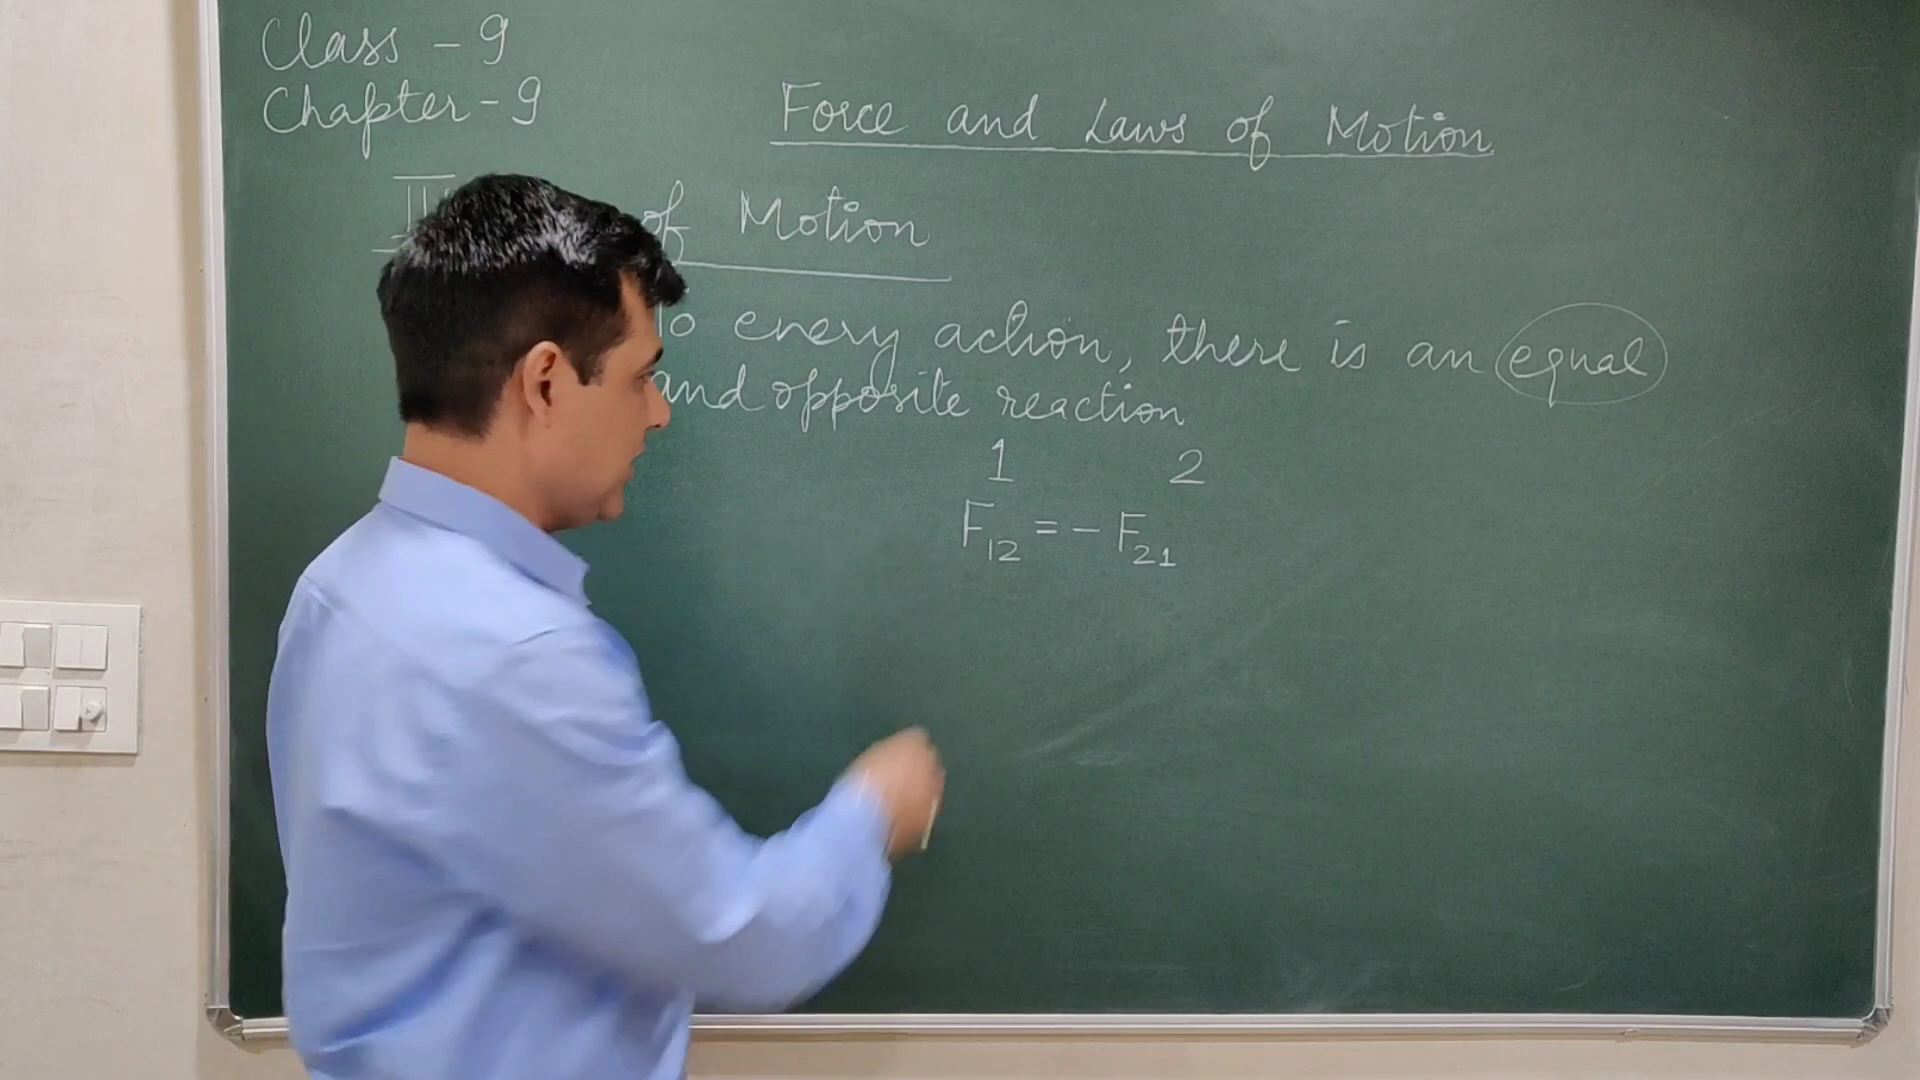 Class - 9
Chapter - 9
Force and Laws of Motion
of Motion
To every action, there is an equal
and opposite reaction
1 2
F₁₂ = - F₂₁